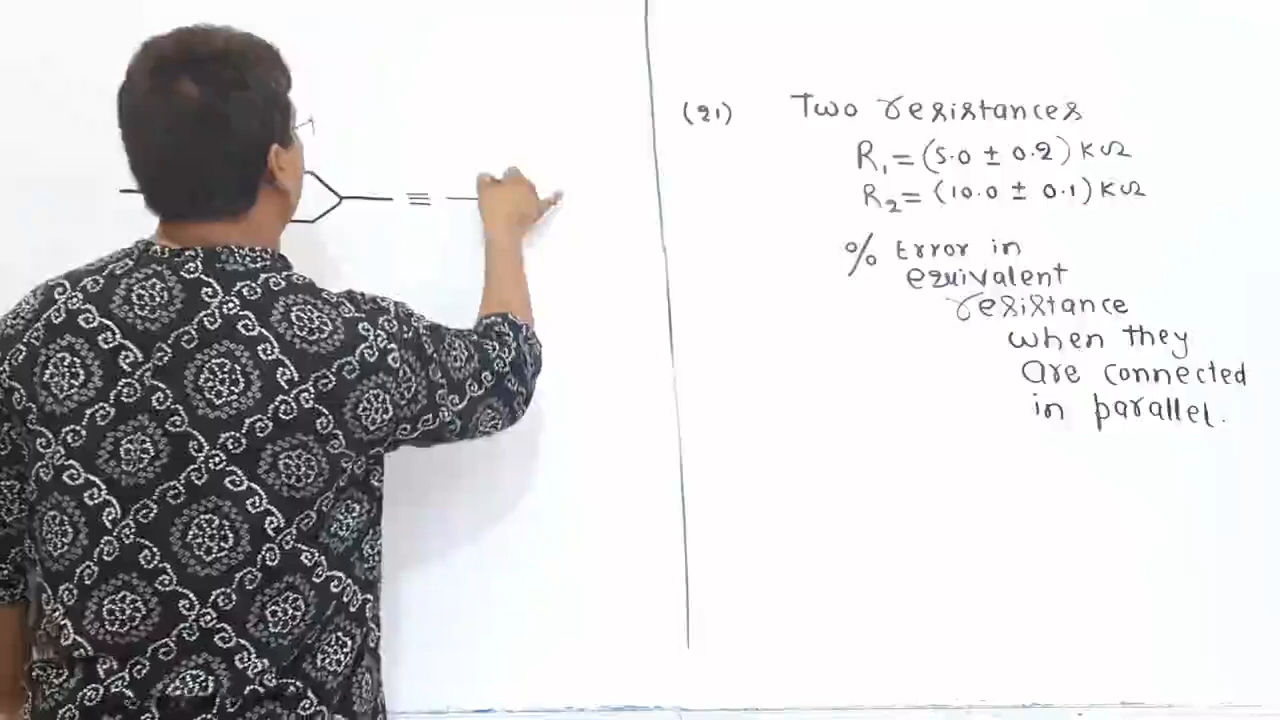 (21) Two resistances
R₁ = (5.0 ± 0.2) KΩ
R₂ = (10.0 ± 0.1) KΩ
% Error in
equivalent
resistance
when they
are connected
in parallel.
≡